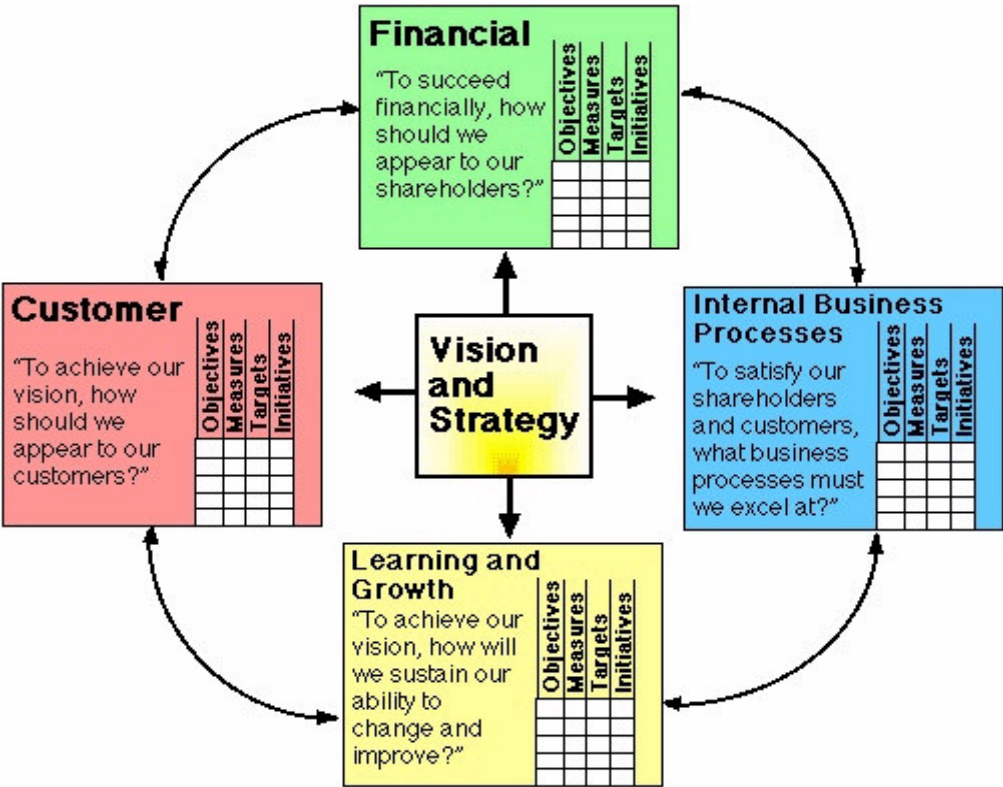 Financial
“To succeed
financially, how
should we
appear to our
shareholders?”
Objectives
Measures
Targets
Initiatives
Customer
“To achieve our
vision, how
should we
appear to our
customers?”
Objectives
Measures
Targets
Initiatives
Vision
and
Strategy
Internal Business
Processes
“To satisfy our
shareholders
and customers,
what business
processes must
we excel at?”
Objectives
Measures
Targets
Initiatives
Learning and
Growth
“To achieve our
vision, how will
we sustain our
ability to
change and
improve?”
Objectives
Measures
Targets
Initiatives